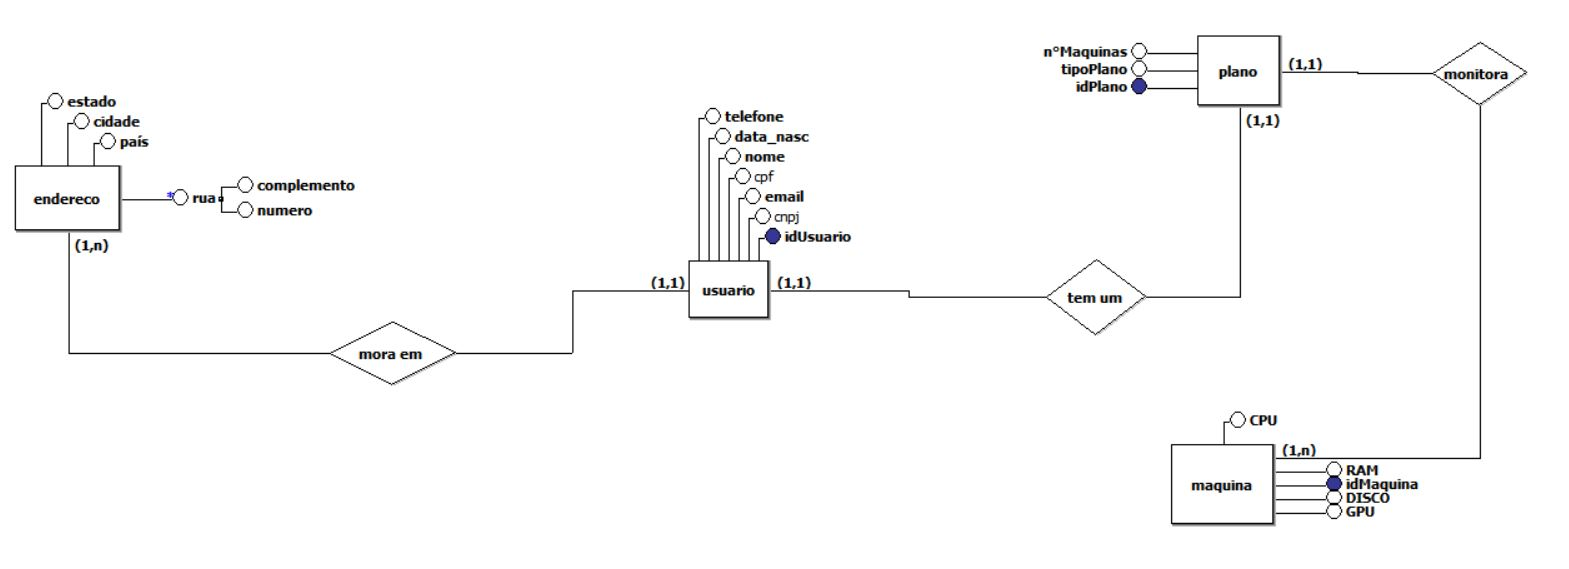 estado
cidade
país
endereco
* rua
complemento
numero
(1,n)
mora em
(1,1)
telefone
data_nasc
nome
cpf
email
cnpj
idUsuario
usuario
(1,1)
tem um
n°Maquinas
tipoPlano
idPlano
plano
(1,1)
(1,1)
monitora
CPU
(1,n)
maquina
RAM
idMaquina
DISCO
GPU